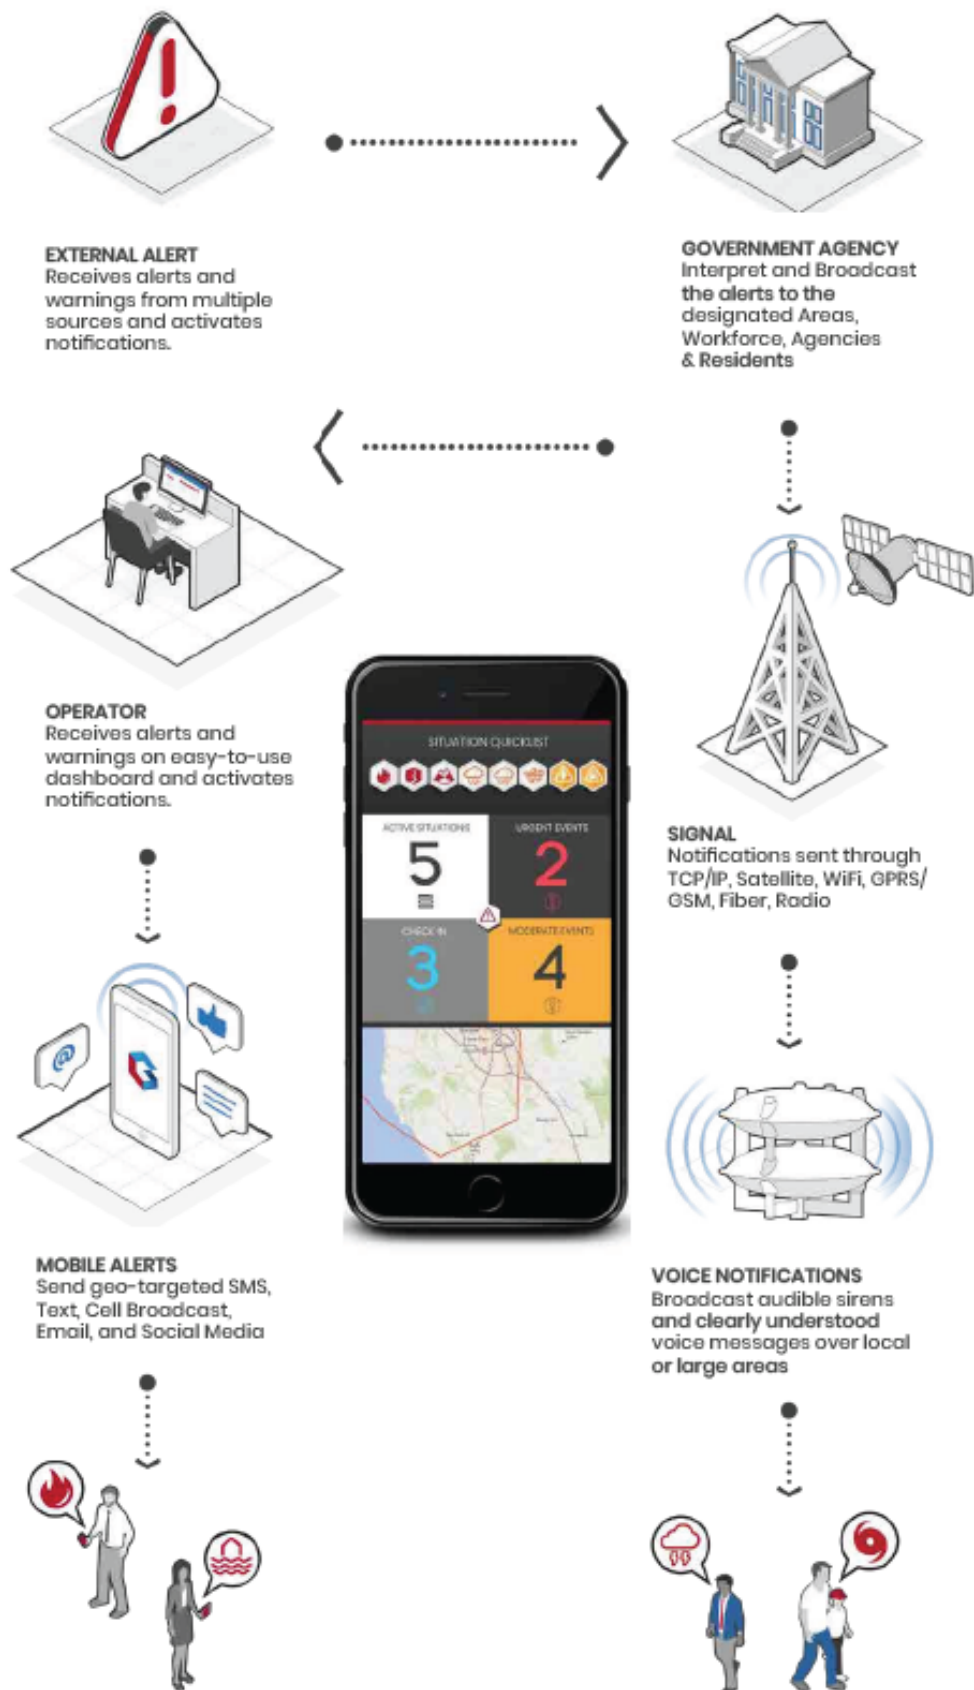 EXTERNAL ALERT
Receives alerts and
warnings from multiple
sources and activates
notifications.
GOVERNMENT AGENCY
Interpret and Broadcast
the alerts to the
designated Areas,
Workforce, Agencies
& Residents
OPERATOR
Receives alerts and
warnings on easy-to-use
dashboard and activates
notifications.
SITUATION QUICKLIST
ACTIVE SITUATIONS
5
URGENT EVENTS
2
CHECK IN
3
MODERATE EVENTS
4
SIGNAL
Notifications sent through
TCP/IP, Satellite, WiFi, GPRS/
GSM, Fiber, Radio
@
MOBILE ALERTS
Send geo-targeted SMS,
Text, Cell Broadcast,
Email, and Social Media
VOICE NOTIFICATIONS
Broadcast audible sirens
and clearly understood
voice messages over local
or large areas